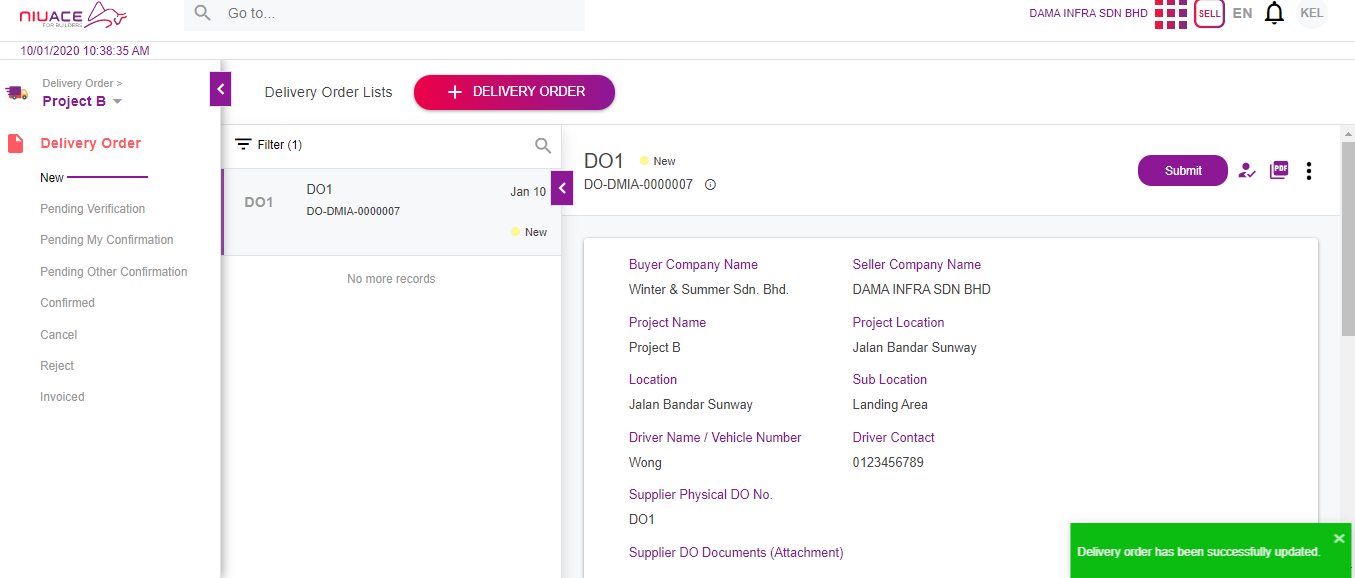 NIUACE
FOR BUILDERS
Go to...
DAMA INFRA SDN BHD
SELL
EN
KEL
10/01/2020 10:38:35 AM
Delivery Order >
Project B
Delivery Order
New
Pending Verification
Pending My Confirmation
Pending Other Confirmation
Confirmed
Cancel
Reject
Invoiced
Delivery Order Lists
+ DELIVERY ORDER
Filter (1)
DO1
DO1
Jan 10
DO-DMIA-0000007
New
No more records
DO1
New
DO-DMIA-0000007
Submit
PDF
Buyer Company Name
Seller Company Name
Winter & Summer Sdn. Bhd.
DAMA INFRA SDN BHD
Project Name
Project Location
Project B
Jalan Bandar Sunway
Location
Sub Location
Jalan Bandar Sunway
Landing Area
Driver Name / Vehicle Number
Driver Contact
Wong
0123456789
Supplier Physical DO No.
DO1
Supplier DO Documents (Attachment)
Delivery order has been successfully updated.